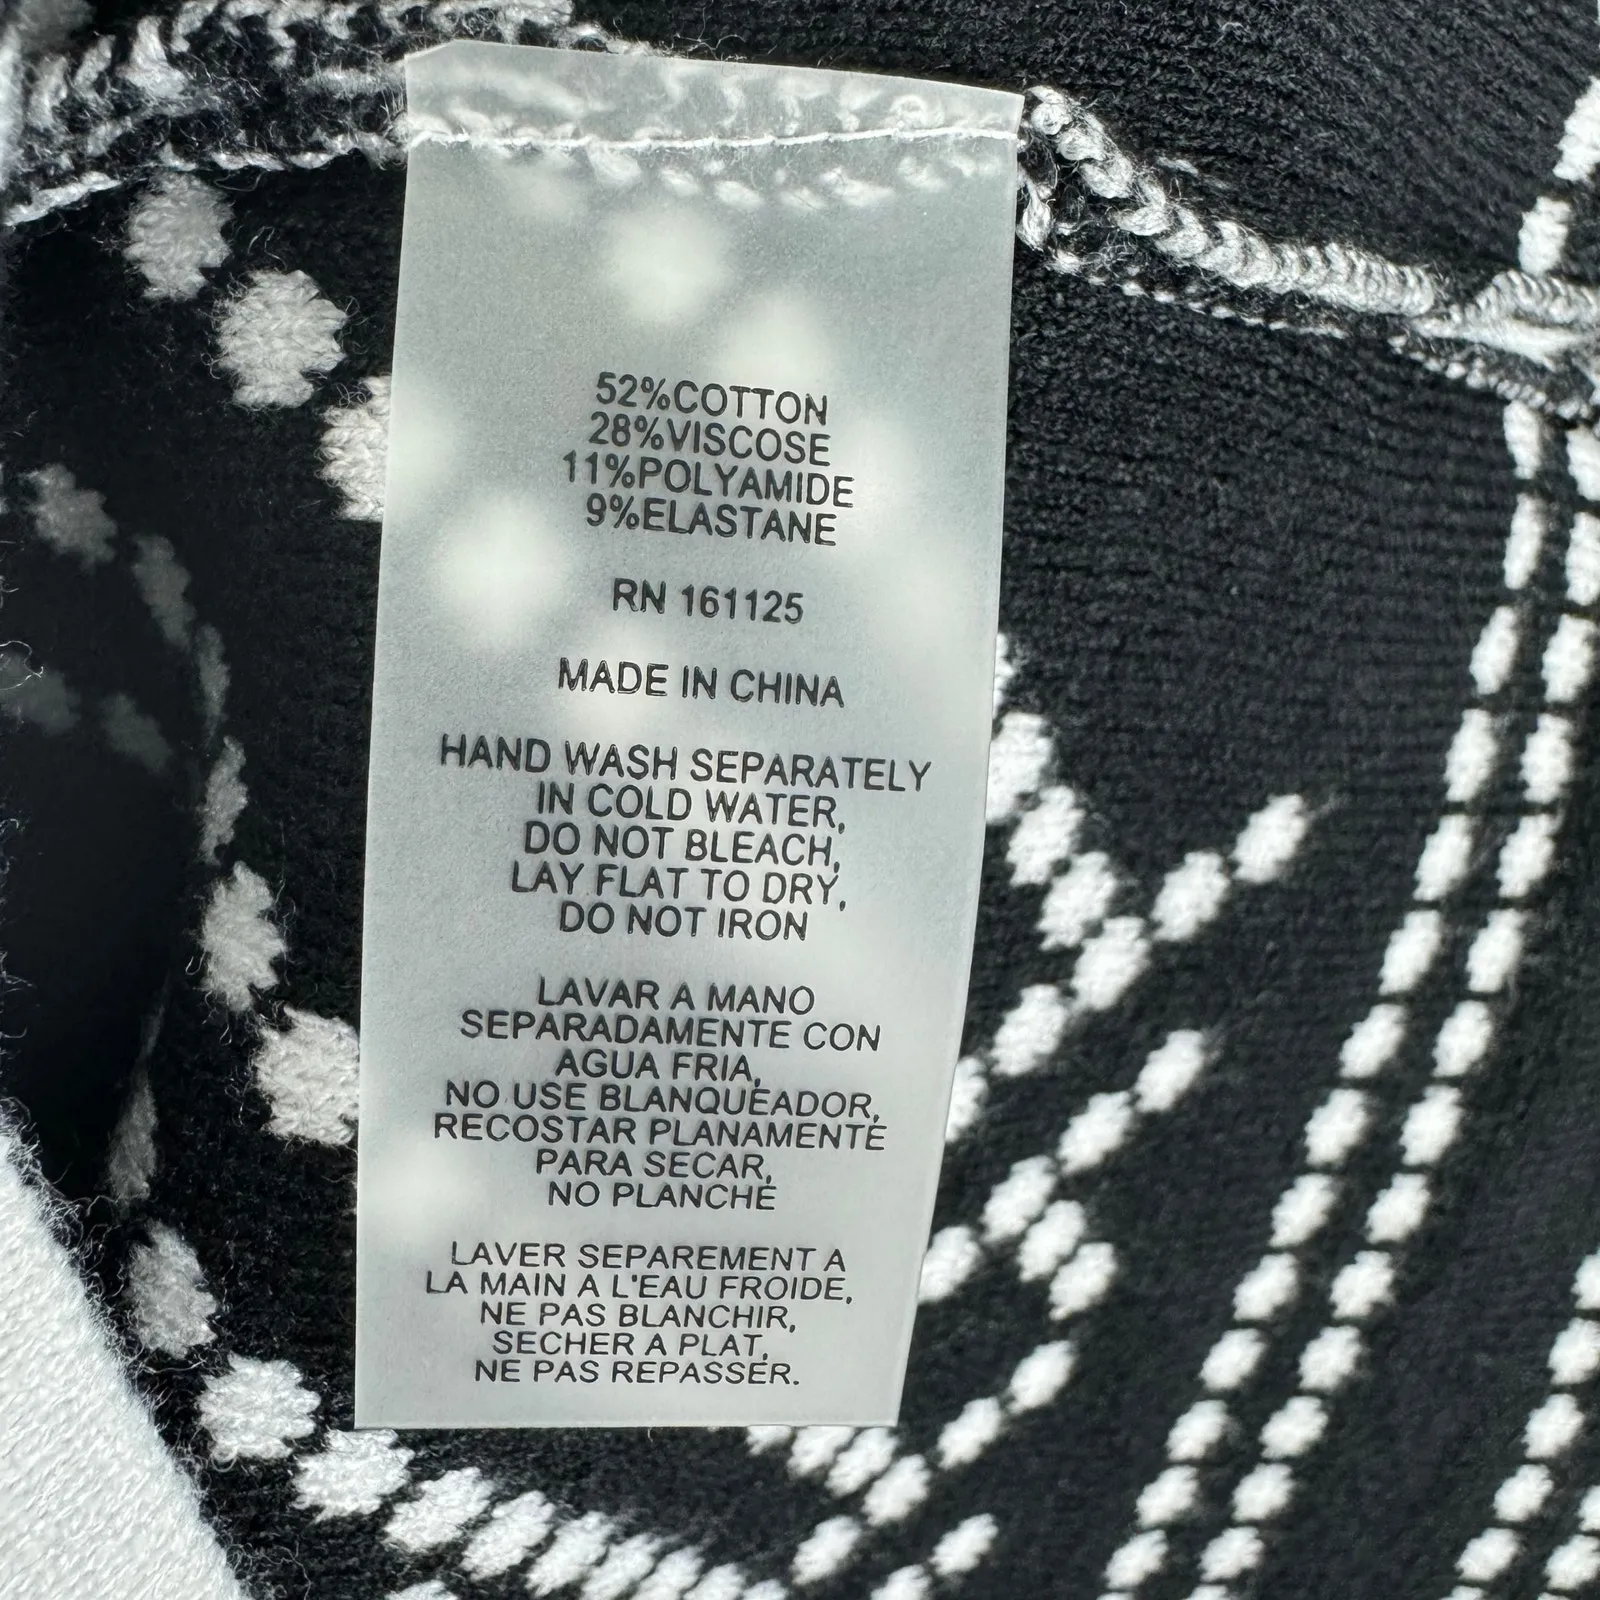 52%COTTON
28%VISCOSE
11%POLYAMIDE
9%ELASTANE
RN 161125
MADE IN CHINA
HAND WASH SEPARATELY
IN COLD WATER,
DO NOT BLEACH,
LAY FLAT TO DRY,
DO NOT IRON
LAVAR A MANO
SEPARADAMENTE CON
AGUA FRIA,
NO USE BLANQUEADOR,
RECOSTAR PLANAMENTE
PARA SECAR,
NO PLANCHE
LAVER SEPAREMENT A
LA MAIN A L'EAU FROIDE,
NE PAS BLANCHIR,
SECHER A PLAT,
NE PAS REPASSER.